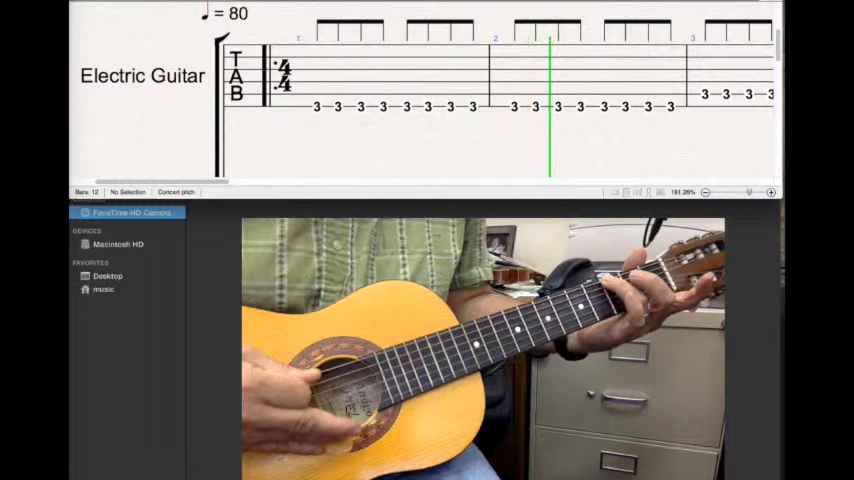 ♩ = 80
1 2 3
Electric Guitar
T
A
B
4
4
3 3 3 3 3 3 3 3 3 3 3 3 3 3 3 3 3 3 3 3
Bars: 12 No Selection Concert pitch 181.26%
FaceTime HD Camera
DEVICES
Macintosh HD
FAVORITES
Desktop
music